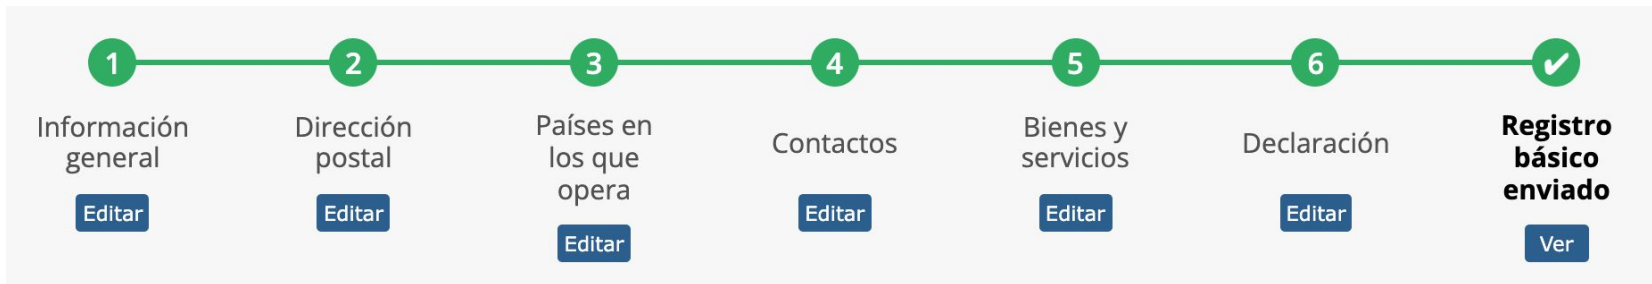 1
Información
general
Editar
2
Dirección
postal
Editar
3
Países en
los que
opera
Editar
4
Contactos
Editar
5
Bienes y
servicios
Editar
6
Declaración
Editar
✔
Registro
básico
enviado
Ver